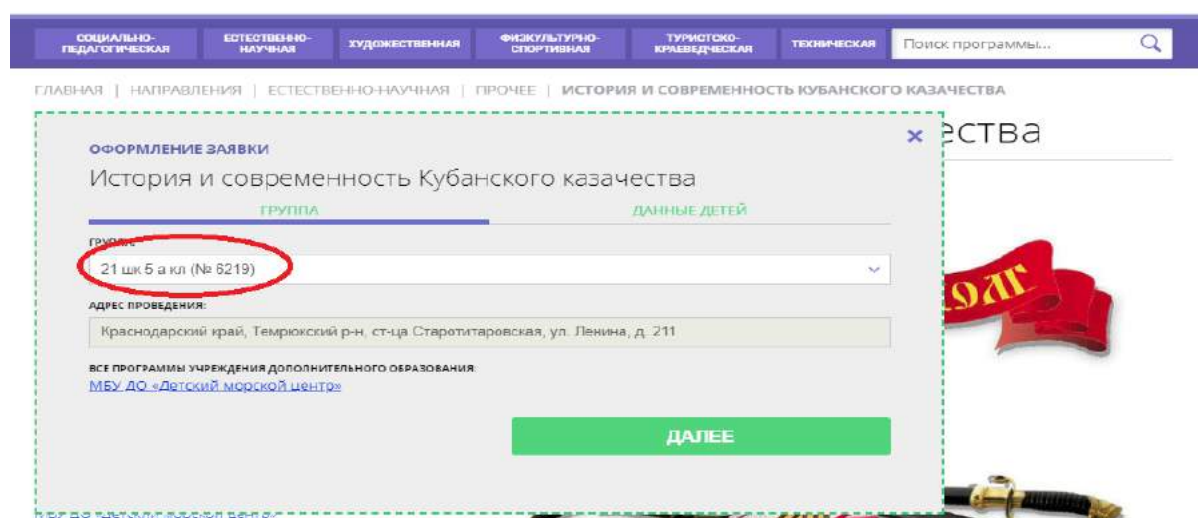 СОЦИАЛЬНО-ПЕДАГОГИЧЕСКАЯ ЕСТЕСТВЕННО-НАУЧНАЯ ХУДОЖЕСТВЕННАЯ ФИЗКУЛЬТУРНО-СПОРТИВНАЯ ТУРИСТСКО-КРАЕВЕДЧЕСКАЯ ТЕХНИЧЕСКАЯ Поиск программы...
ГЛАВНАЯ | НАПРАВЛЕНИЯ | ЕСТЕСТВЕННО-НАУЧНАЯ | ПРОЧЕЕ | ИСТОРИЯ И СОВРЕМЕННОСТЬ КУБАНСКОГО КАЗАЧЕСТВА
ества
ОФОРМЛЕНИЕ ЗАЯВКИ
История и современность Кубанского казачества
ГРУППА ДАННЫЕ ДЕТЕЙ
ГРУППА:
21 шк 5 а кл (№ 6219)
АДРЕС ПРОВЕДЕНИЯ:
Краснодарский край, Темрюкский р-н, ст-ца Старотитаровская, ул. Ленина, д. 211
ВСЕ ПРОГРАММЫ УЧРЕЖДЕНИЯ ДОПОЛНИТЕЛЬНОГО ОБРАЗОВАНИЯ:
МБУ ДО «Детский морской центр»
ДАЛЕЕ